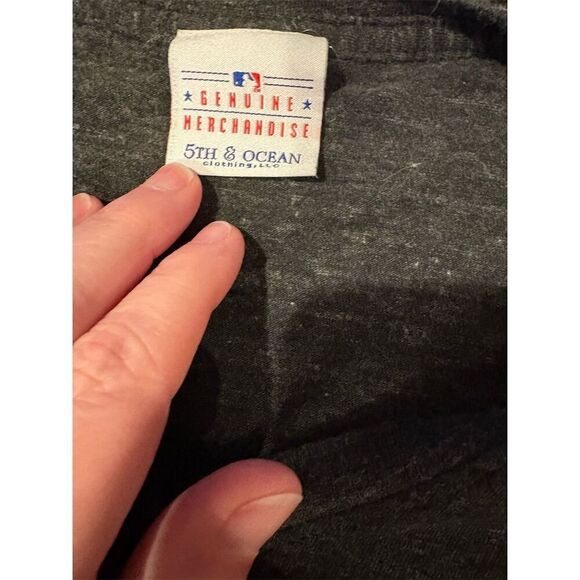 GENUINE
MERCHANDISE
5TH & OCEAN
clothing, LLC